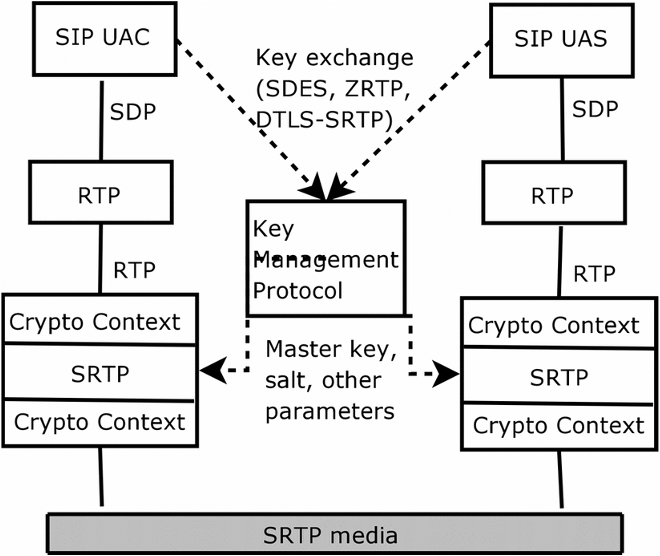 SIP UAC
SIP UAS
Key exchange
(SDES, ZRTP,
DTLS-SRTP)
SDP
SDP
RTP
RTP
Key
Management
Protocol
RTP
RTP
Crypto Context
SRTP
Crypto Context
Master key,
salt, other
parameters
Crypto Context
SRTP
Crypto Context
SRTP media